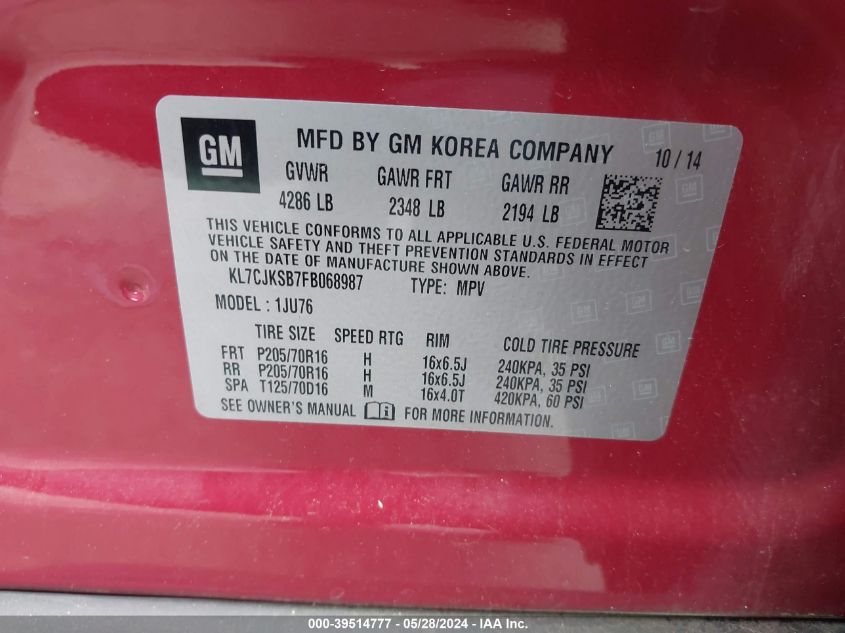 GM MFD BY GM KOREA COMPANY 10 / 14
GVWR GAWR FRT GAWR RR
4286 LB 2348 LB 2194 LB
THIS VEHICLE CONFORMS TO ALL APPLICABLE U.S. FEDERAL MOTOR
VEHICLE SAFETY AND THEFT PREVENTION STANDARDS IN EFFECT
ON THE DATE OF MANUFACTURE SHOWN ABOVE.
KL7CJKSB7FB068987 TYPE: MPV
MODEL : 1JU76
TIRE SIZE SPEED RTG RIM COLD TIRE PRESSURE
FRT P205/70R16 H 16x6.5J 240KPA, 35 PSI
RR P205/70R16 H 16x6.5J 240KPA, 35 PSI
SPA T125/70D16 M 16x4.0T 420KPA, 60 PSI
SEE OWNER'S MANUAL FOR MORE INFORMATION.
000-39514777 - 05/28/2024 - IAA Inc.